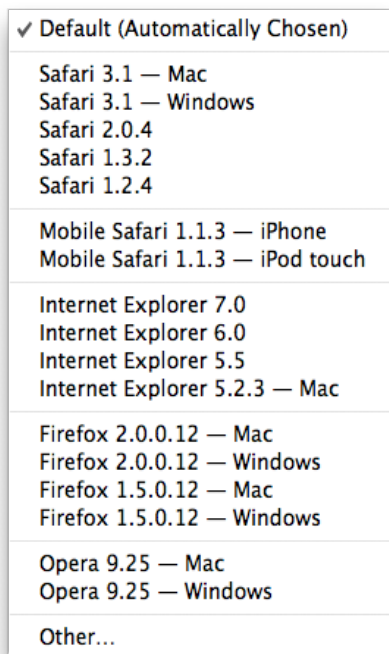 ✓ Default (Automatically Chosen)
Safari 3.1 — Mac
Safari 3.1 — Windows
Safari 2.0.4
Safari 1.3.2
Safari 1.2.4
Mobile Safari 1.1.3 — iPhone
Mobile Safari 1.1.3 — iPod touch
Internet Explorer 7.0
Internet Explorer 6.0
Internet Explorer 5.5
Internet Explorer 5.2.3 — Mac
Firefox 2.0.0.12 — Mac
Firefox 2.0.0.12 — Windows
Firefox 1.5.0.12 — Mac
Firefox 1.5.0.12 — Windows
Opera 9.25 — Mac
Opera 9.25 — Windows
Other...